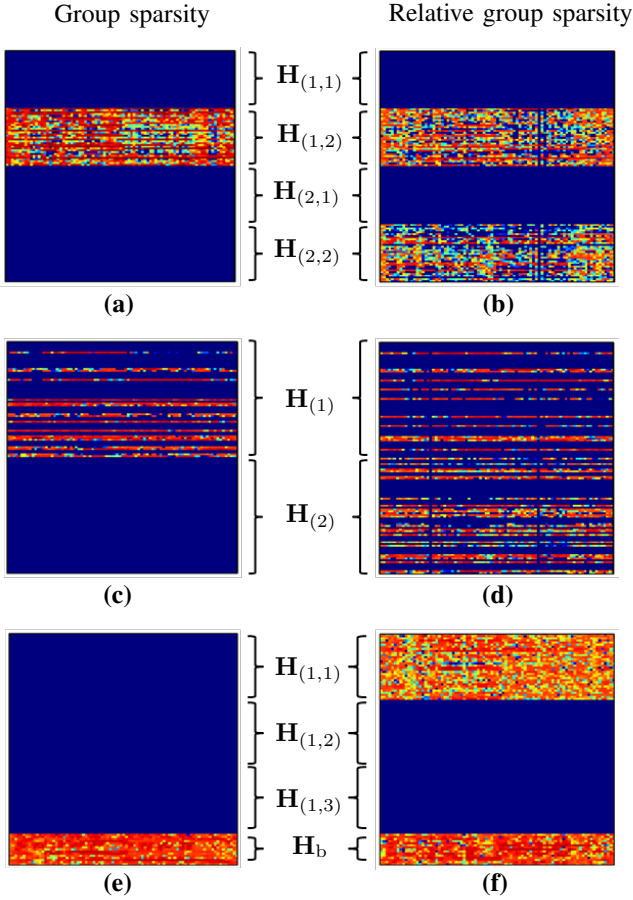 Group sparsity Relative group sparsity
H(1,1)
H(1,2)
H(2,1)
H(2,2)
(a) (b)
H(1)
H(2)
(c) (d)
H(1,1)
H(1,2)
H(1,3)
Hb
(e) (f)